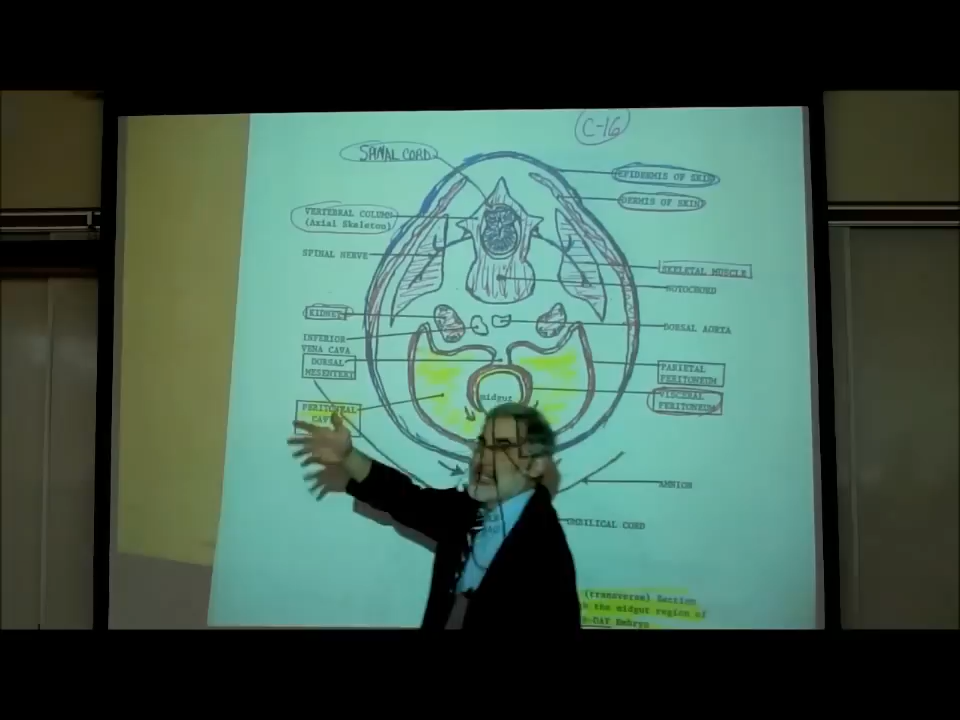 C-16
SPINAL CORD
EPIDERMIS OF SKIN
DERMIS OF SKIN
VERTEBRAL COLUMN
(Axial Skeleton)
SPINAL NERVE
SKELETAL MUSCLE
NOTOCHORD
KIDNEY
DORSAL AORTA
INFERIOR
VENA CAVA
DORSAL
MESENTERY
PARIETAL
PERITONEUM
midgut
VISCERAL
PERITONEUM
PERITONEAL
CAVITY
AMNION
UMBILICAL CORD
(transverse) Section
the midgut region of
-DAY Embryo